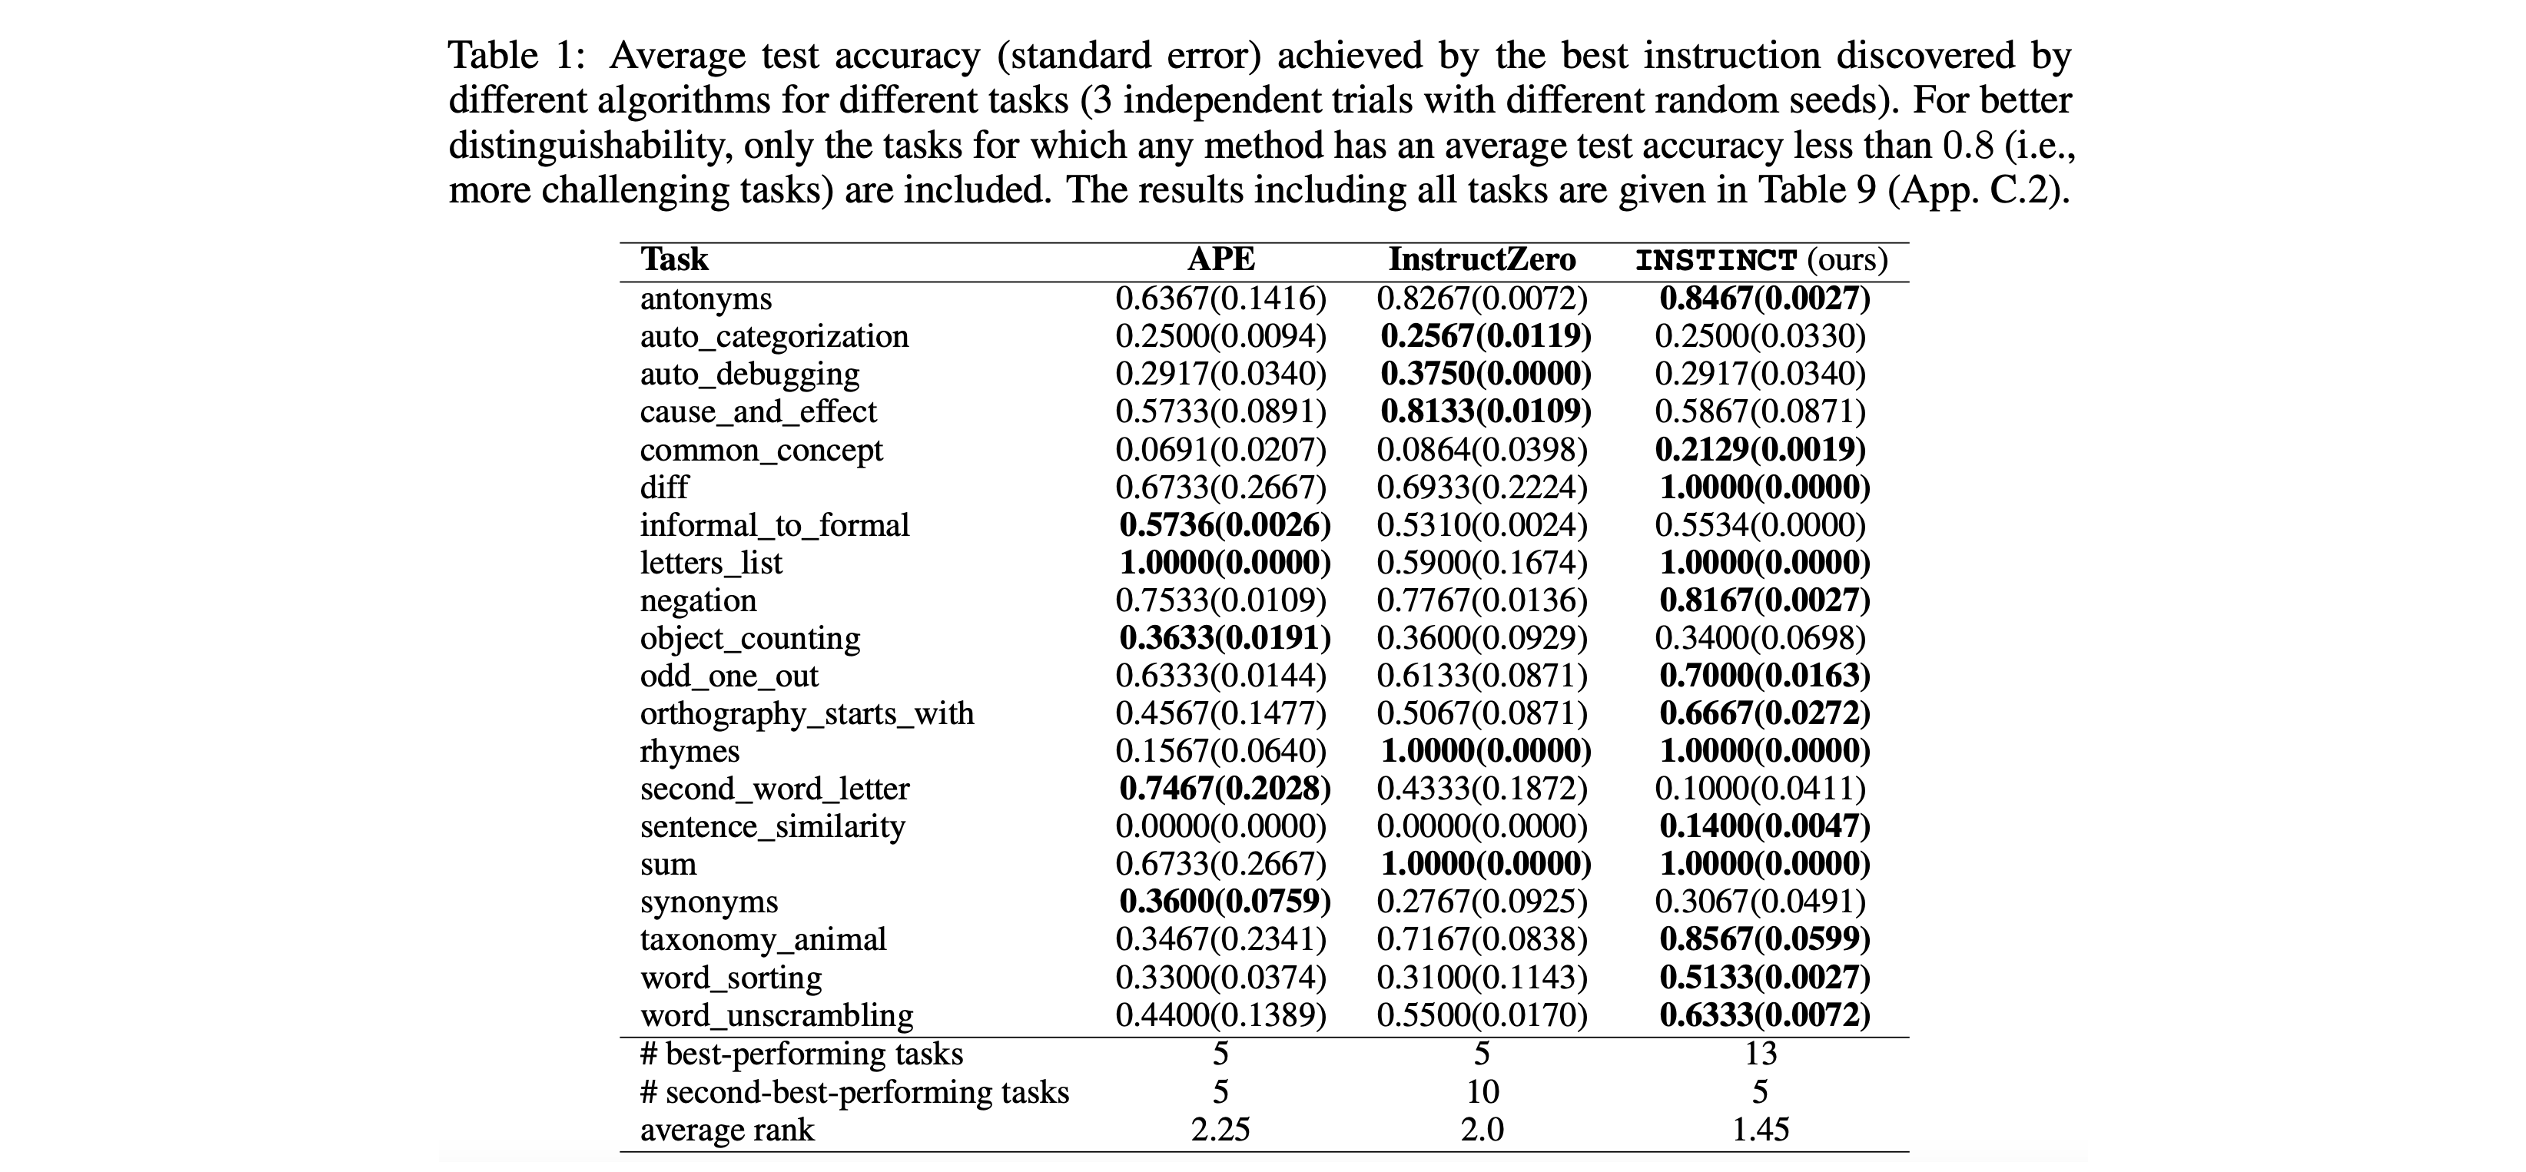 Table 1: Average test accuracy (standard error) achieved by the best instruction discovered by
different algorithms for different tasks (3 independent trials with different random seeds). For better
distinguishability, only the tasks for which any method has an average test accuracy less than 0.8 (i.e.,
more challenging tasks) are included. The results including all tasks are given in Table 9 (App. C.2).
Task APE InstructZero INSTINCT (ours)
antonyms 0.6367(0.1416) 0.8267(0.0072) 0.8467(0.0027)
auto_categorization 0.2500(0.0094) 0.2567(0.0119) 0.2500(0.0330)
auto_debugging 0.2917(0.0340) 0.3750(0.0000) 0.2917(0.0340)
cause_and_effect 0.5733(0.0891) 0.8133(0.0109) 0.5867(0.0871)
common_concept 0.0691(0.0207) 0.0864(0.0398) 0.2129(0.0019)
diff 0.6733(0.2667) 0.6933(0.2224) 1.0000(0.0000)
informal_to_formal 0.5736(0.0026) 0.5310(0.0024) 0.5534(0.0000)
letters_list 1.0000(0.0000) 0.5900(0.1674) 1.0000(0.0000)
negation 0.7533(0.0109) 0.7767(0.0136) 0.8167(0.0027)
object_counting 0.3633(0.0191) 0.3600(0.0929) 0.3400(0.0698)
odd_one_out 0.6333(0.0144) 0.6133(0.0871) 0.7000(0.0163)
orthography_starts_with 0.4567(0.1477) 0.5067(0.0871) 0.6667(0.0272)
rhymes 0.1567(0.0640) 1.0000(0.0000) 1.0000(0.0000)
second_word_letter 0.7467(0.2028) 0.4333(0.1872) 0.1000(0.0411)
sentence_similarity 0.0000(0.0000) 0.0000(0.0000) 0.1400(0.0047)
sum 0.6733(0.2667) 1.0000(0.0000) 1.0000(0.0000)
synonyms 0.3600(0.0759) 0.2767(0.0925) 0.3067(0.0491)
taxonomy_animal 0.3467(0.2341) 0.7167(0.0838) 0.8567(0.0599)
word_sorting 0.3300(0.0374) 0.3100(0.1143) 0.5133(0.0027)
word_unscrambling 0.4400(0.1389) 0.5500(0.0170) 0.6333(0.0072)
# best-performing tasks 5 5 13
# second-best-performing tasks 5 10 5
average rank 2.25 2.0 1.45